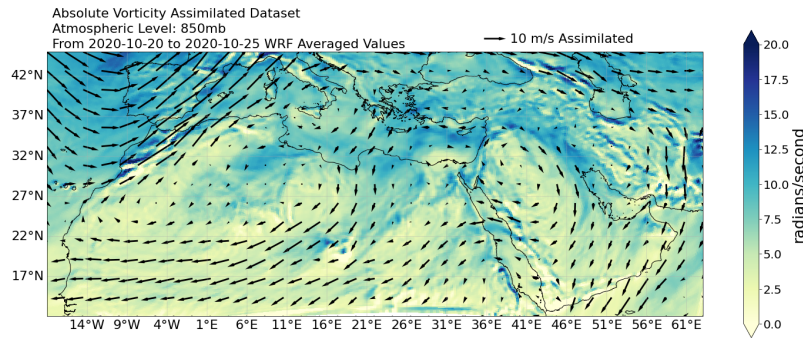 Absolute Vorticity Assimilated Dataset
Atmospheric Level: 850mb
From 2020-10-20 to 2020-10-25 WRF Averaged Values
10 m/s Assimilated
42°N
37°N
32°N
27°N
22°N
17°N
14°W 9°W 4°W 1°E 6°E 11°E 16°E 21°E 26°E 31°E 36°E 41°E 46°E 51°E 56°E 61°E
20.0
17.5
15.0
12.5
10.0
7.5
5.0
2.5
0.0
radians/second